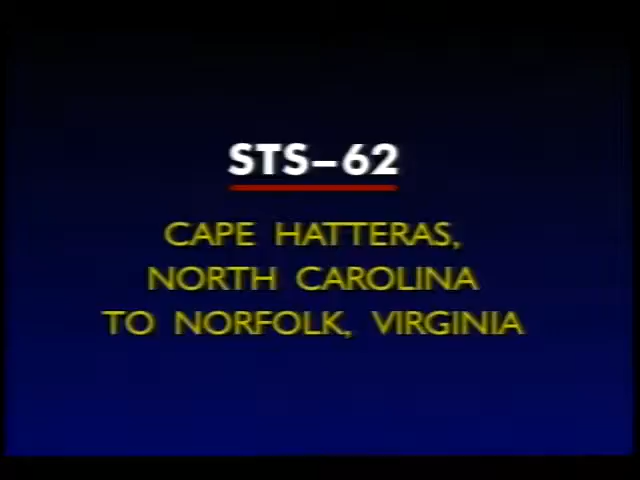 STS–62
CAPE HATTERAS,
NORTH CAROLINA
TO NORFOLK, VIRGINIA